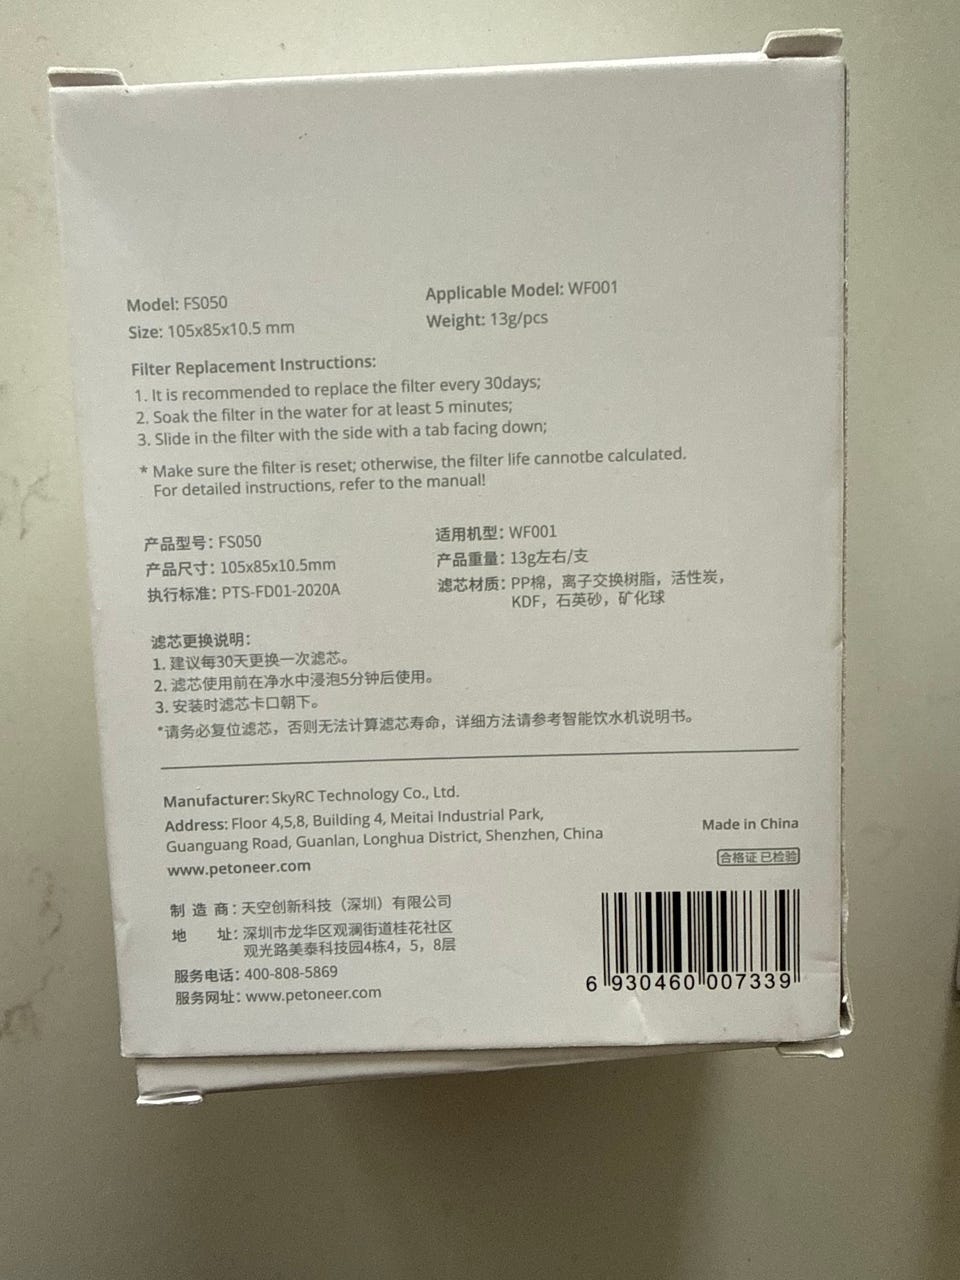 Model: FS050
Applicable Model: WF001
Size: 105x85x10.5 mm
Weight: 13g/pcs
Filter Replacement Instructions:
1. It is recommended to replace the filter every 30days;
2. Soak the filter in the water for at least 5 minutes;
3. Slide in the filter with the side with a tab facing down;
* Make sure the filter is reset; otherwise, the filter life cannotbe calculated.
For detailed instructions, refer to the manual!
产品型号：FS050
适用机型：WF001
产品尺寸：105x85x10.5mm
产品重量：13g左右/支
执行标准：PTS-FD01-2020A
滤芯材质：PP棉，离子交换树脂，活性炭，
KDF，石英砂，矿化球
滤芯更换说明：
1. 建议每30天更换一次滤芯。
2. 滤芯使用前在净水中浸泡5分钟后使用。
3. 安装时滤芯卡口朝下。
*请务必复位滤芯，否则无法计算滤芯寿命，详细方法请参考智能饮水机说明书。
Manufacturer: SkyRC Technology Co., Ltd.
Address: Floor 4,5,8, Building 4, Meitai Industrial Park,
Guanguang Road, Guanlan, Longhua District, Shenzhen, China
www.petoneer.com
Made in China
合格证 已检验
制 造 商：天空创新科技（深圳）有限公司
地 址：深圳市龙华区观澜街道桂花社区
观光路美泰科技园4栋4，5，8层
服务电话：400-808-5869
服务网址：www.petoneer.com
6 930460 007339